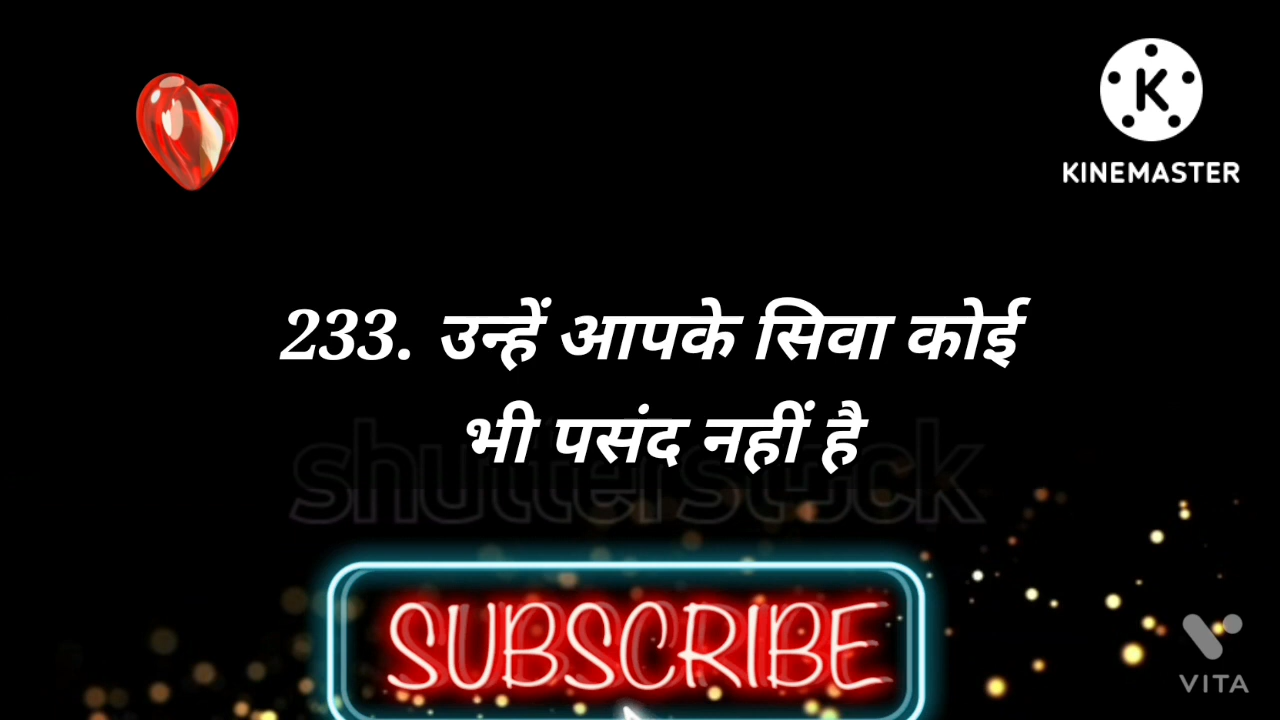 K
KINEMASTER
233. उन्हें आपके सिवा कोई
भी पसंद नहीं है
shutterstock
SUBSCRIBE
VITA